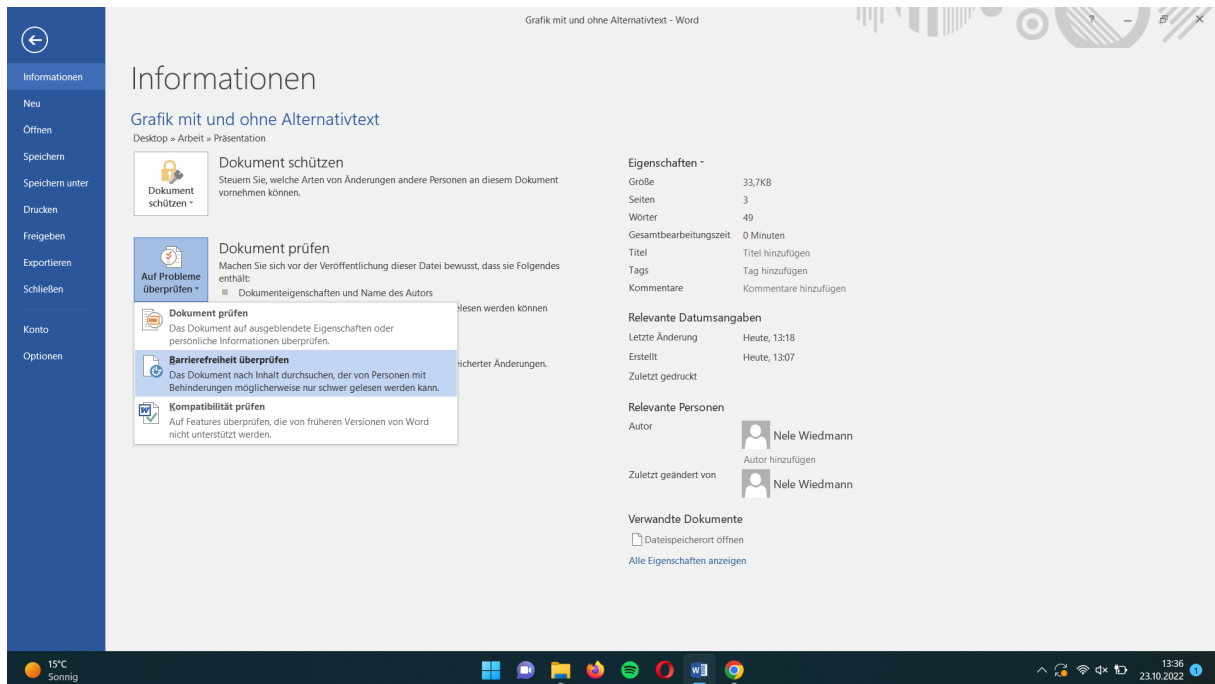 Grafik mit und ohne Alternativtext - Word
?
Informationen
Neu
Öffnen
Speichern
Speichern unter
Drucken
Freigeben
Exportieren
Schließen
Konto
Optionen
Informationen
Grafik mit und ohne Alternativtext
Desktop » Arbeit » Präsentation
Dokument schützen
Dokument schützen
Steuern Sie, welche Arten von Änderungen andere Personen an diesem Dokument
vornehmen können.
Auf Probleme überprüfen
Dokument prüfen
Machen Sie sich vor der Veröffentlichung dieser Datei bewusst, dass sie Folgendes
enthält:
Dokumenteigenschaften und Name des Autors
elesen werden können
eicherter Änderungen.
Dokument prüfen
Das Dokument auf ausgeblendete Eigenschaften oder
persönliche Informationen überprüfen.
Barrierefreiheit überprüfen
Das Dokument nach Inhalt durchsuchen, der von Personen mit
Behinderungen möglicherweise nur schwer gelesen werden kann.
Kompatibilität prüfen
Auf Features überprüfen, die von früheren Versionen von Word
nicht unterstützt werden.
Eigenschaften
Größe 33,7KB
Seiten 3
Wörter 49
Gesamtbearbeitungszeit 0 Minuten
Titel Titel hinzufügen
Tags Tag hinzufügen
Kommentare Kommentare hinzufügen
Relevante Datumsangaben
Letzte Änderung Heute, 13:18
Erstellt Heute, 13:07
Zuletzt gedruckt
Relevante Personen
Autor Nele Wiedmann
Autor hinzufügen
Zuletzt geändert von Nele Wiedmann
Verwandte Dokumente
Dateispeicherort öffnen
Alle Eigenschaften anzeigen
15°C
Sonnig
13:36
23.10.2022
1